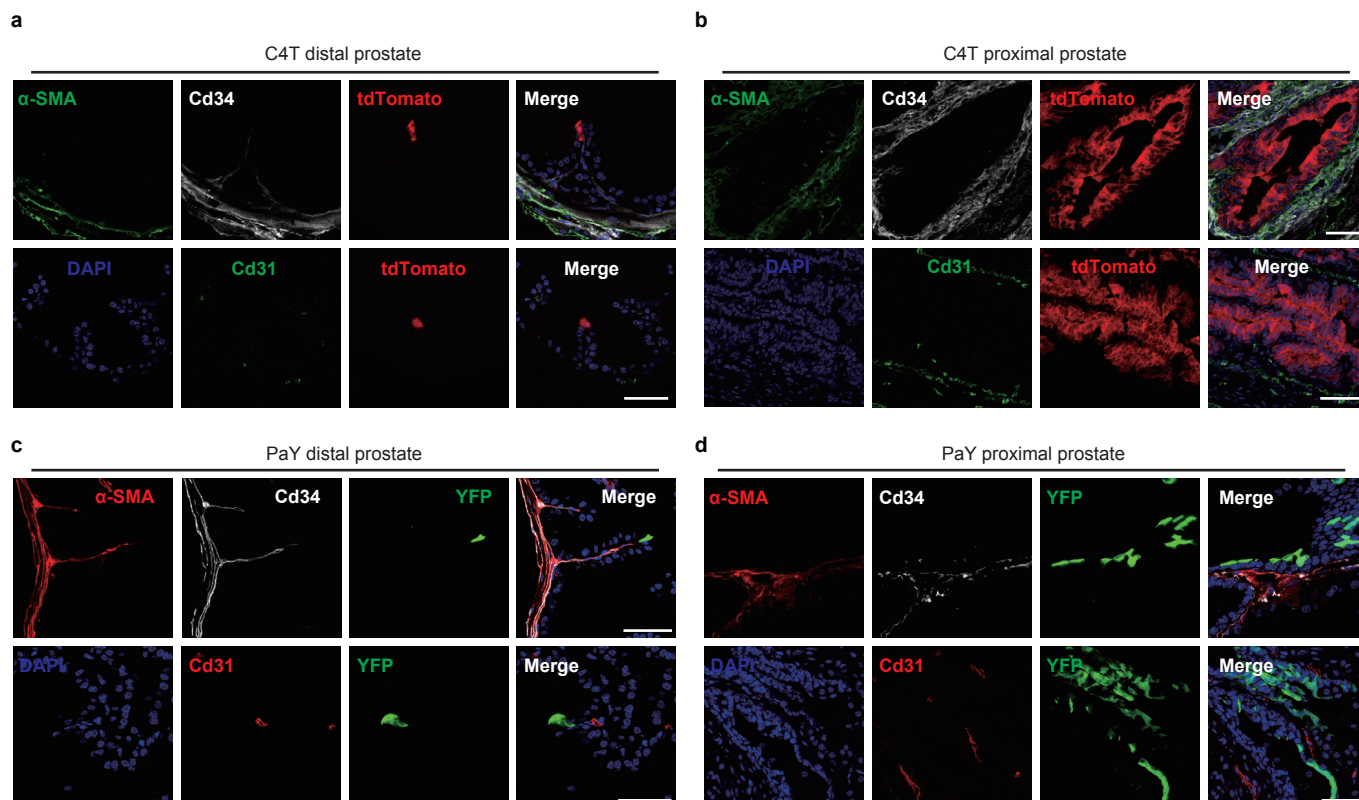 a
C4T distal prostate
α-SMA Cd34 tdTomato Merge
DAPI Cd31 tdTomato Merge
b
C4T proximal prostate
α-SMA Cd34 tdTomato Merge
DAPI Cd31 tdTomato Merge
c
PaY distal prostate
α-SMA Cd34 YFP Merge
DAPI Cd31 YFP Merge
d
PaY proximal prostate
α-SMA Cd34 YFP Merge
DAPI Cd31 YFP Merge